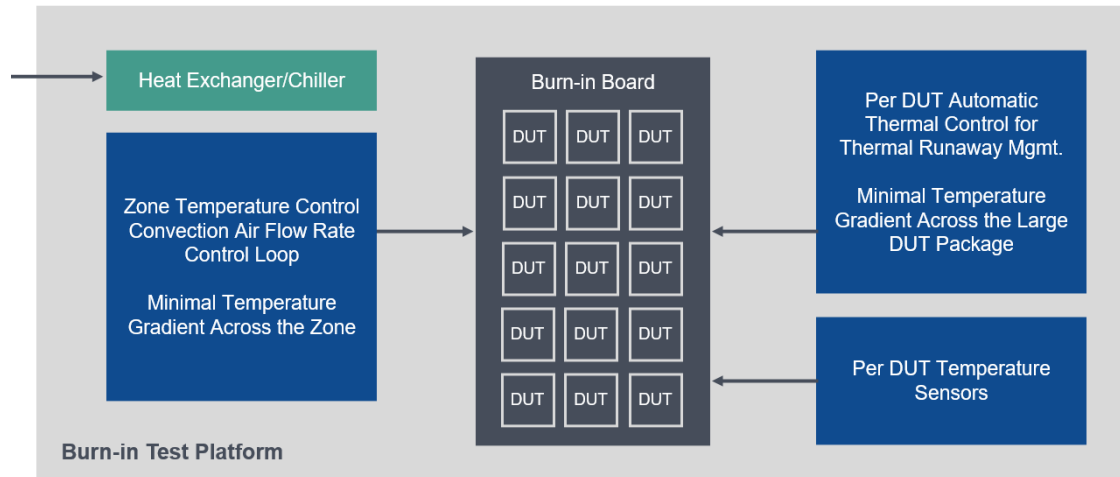 Heat Exchanger/Chiller
Zone Temperature Control
Convection Air Flow Rate
Control Loop
Minimal Temperature
Gradient Across the Zone
Burn-in Board
DUT DUT DUT
DUT DUT DUT
DUT DUT DUT
DUT DUT DUT
DUT DUT DUT
Per DUT Automatic
Thermal Control for
Thermal Runaway Mgmt.
Minimal Temperature
Gradient Across the Large
DUT Package
Per DUT Temperature
Sensors
Burn-in Test Platform